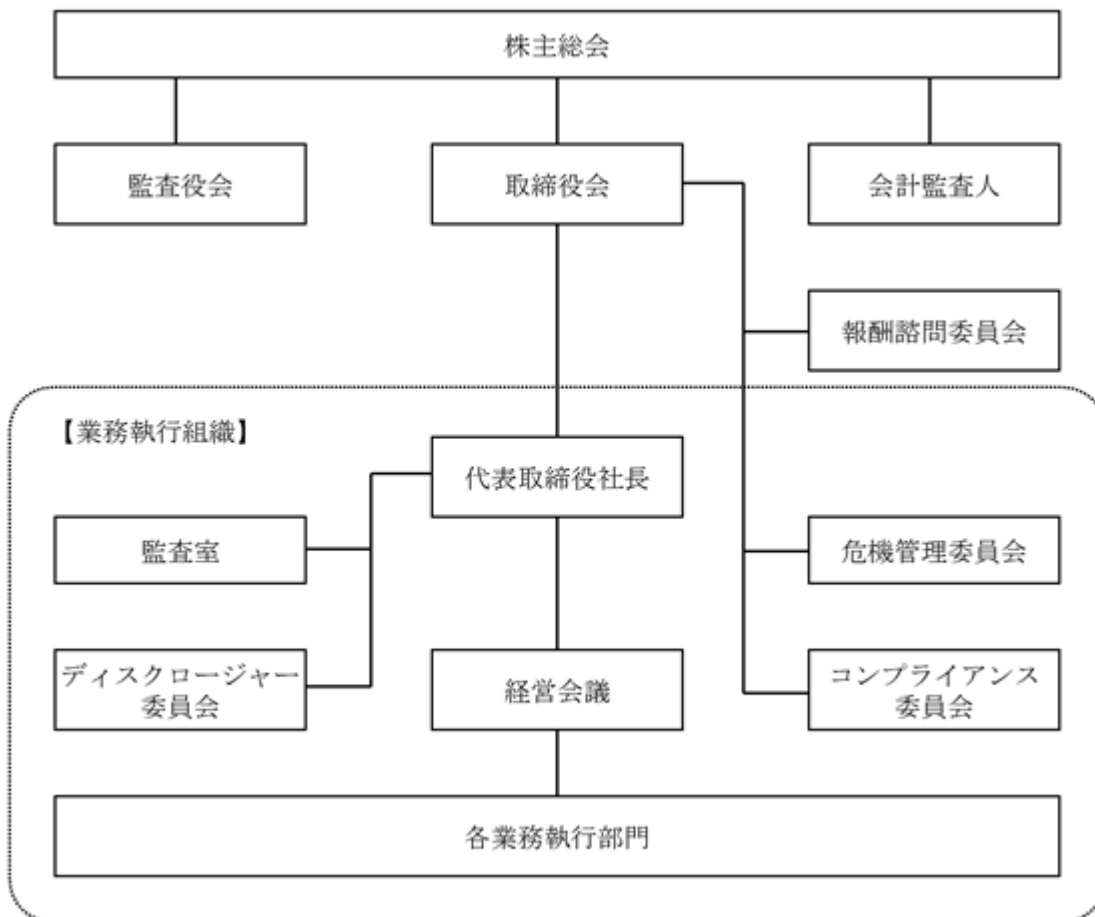 株主総会
監査役会
取締役会
会計監査人
報酬諮問委員会
【業務執行組織】
代表取締役社長
監査室
危機管理委員会
ディスクロージャー
委員会
経営会議
コンプライアンス
委員会
各業務執行部門